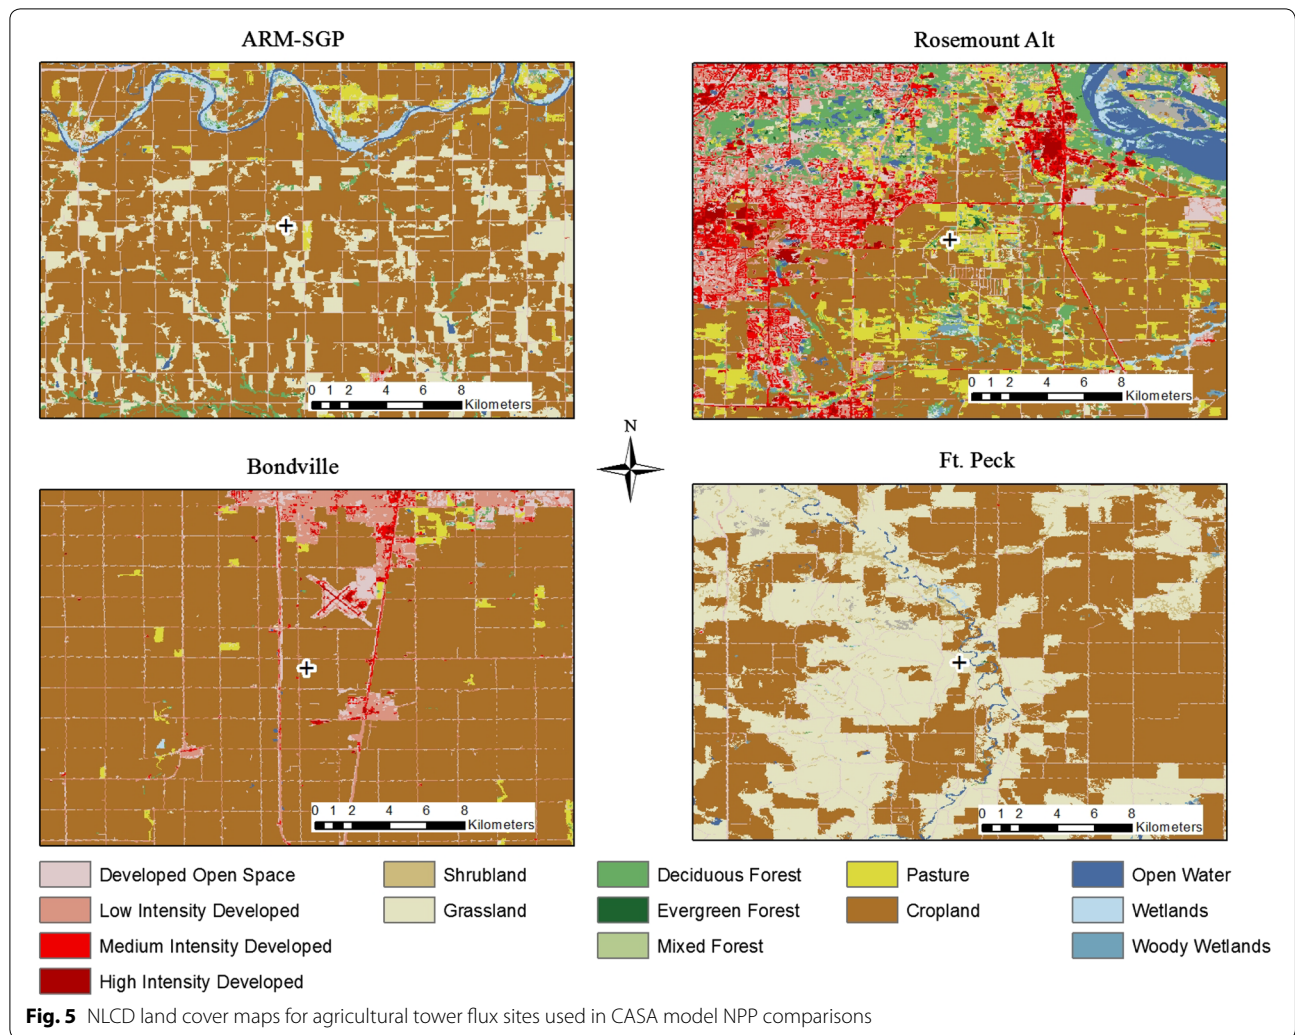 ARM-SGP
Rosemount Alt
0 1 2 4 6 8
Kilometers
0 1 2 4 6 8
Kilometers
N
Bondville
Ft. Peck
0 1 2 4 6 8
Kilometers
0 1 2 4 6 8
Kilometers
Developed Open Space
Low Intensity Developed
Medium Intensity Developed
High Intensity Developed
Shrubland
Grassland
Deciduous Forest
Evergreen Forest
Mixed Forest
Pasture
Cropland
Open Water
Wetlands
Woody Wetlands
Fig. 5 NLCD land cover maps for agricultural tower flux sites used in CASA model NPP comparisons